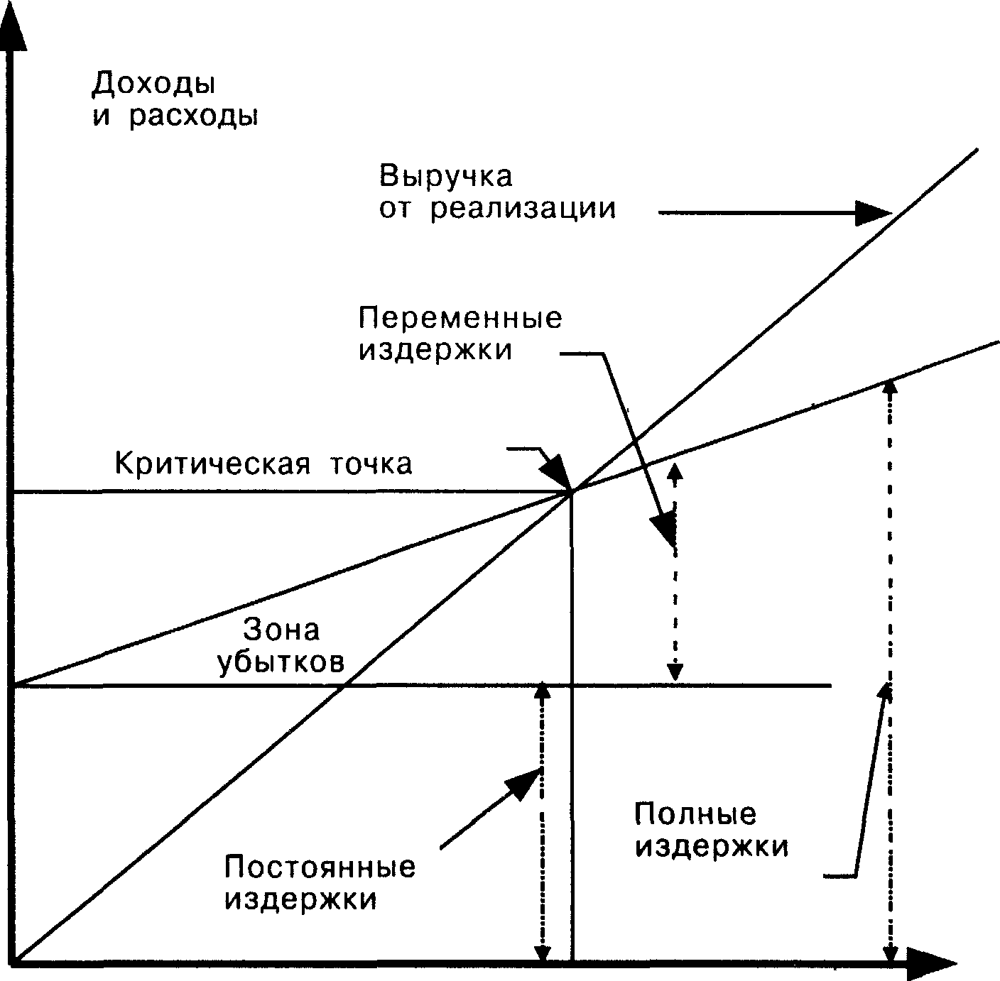 Доходы
и расходы
Выручка
от реализации
Переменные
издержки
Критическая точка
Зона
убытков
Полные
издержки
Постоянные
издержки